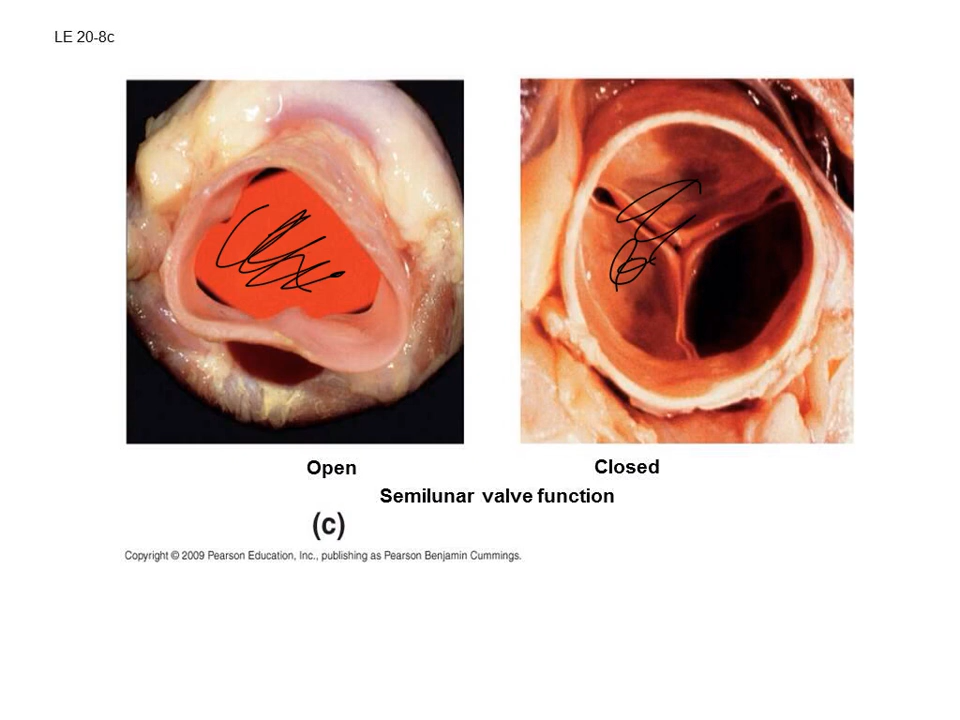 LE 20-8c
Open
Closed
Semilunar valve function
(c)
Copyright © 2009 Pearson Education, Inc., publishing as Pearson Benjamin Cummings.